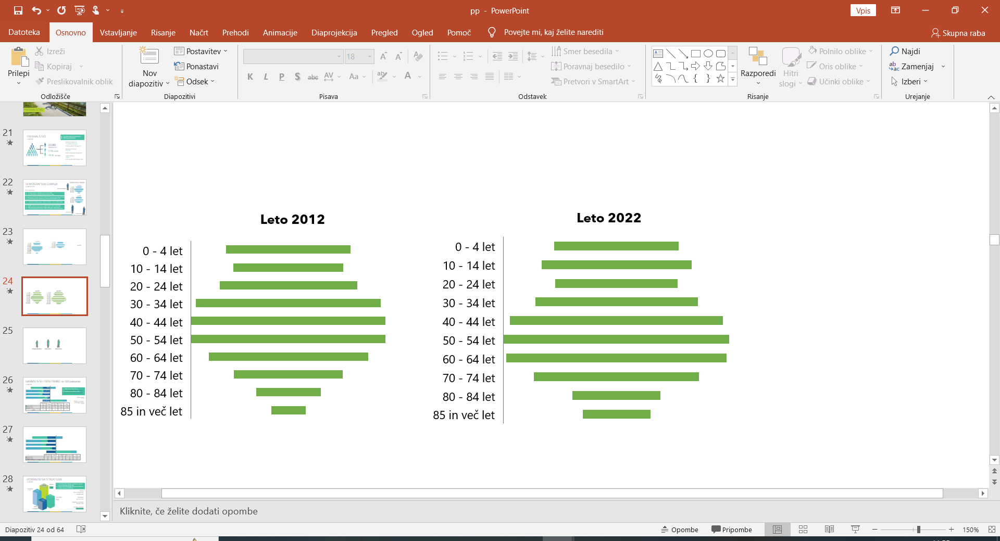 pp - PowerPoint
Vpis
Datoteka
Osnovno
Vstavljanje
Risanje
Načrt
Prehodi
Animacije
Diaprojekcija
Pregled
Ogled
Pomoč
Povejte mi, kaj želite narediti
Skupna raba
Prilepi
Izreži
Kopiraj
Preslikovalnik oblik
Odložišče
Nov
diapozitiv
Postavitev
Ponastavi
Odsek
Diapozitivi
18
K L P S abc AV Aa
Pisava
Smer besedila
Poravnaj besedilo
Pretvori v SmartArt
Odstavek
Razporedi
Hitri
slogi
Polnilo oblike
Oris oblike
Učinki oblike
Risanje
Najdi
Zamenjaj
Izberi
Urejanje
21
22
23
24
25
26
27
28
Leto 2012
0 - 4 let
10 - 14 let
20 - 24 let
30 - 34 let
40 - 44 let
50 - 54 let
60 - 64 let
70 - 74 let
80 - 84 let
85 in več let
Leto 2022
0 - 4 let
10 - 14 let
20 - 24 let
30 - 34 let
40 - 44 let
50 - 54 let
60 - 64 let
70 - 74 let
80 - 84 let
85 in več let
Kliknite, če želite dodati opombe
Diapozitiv 24 od 64
Opombe
Pripombe
150%